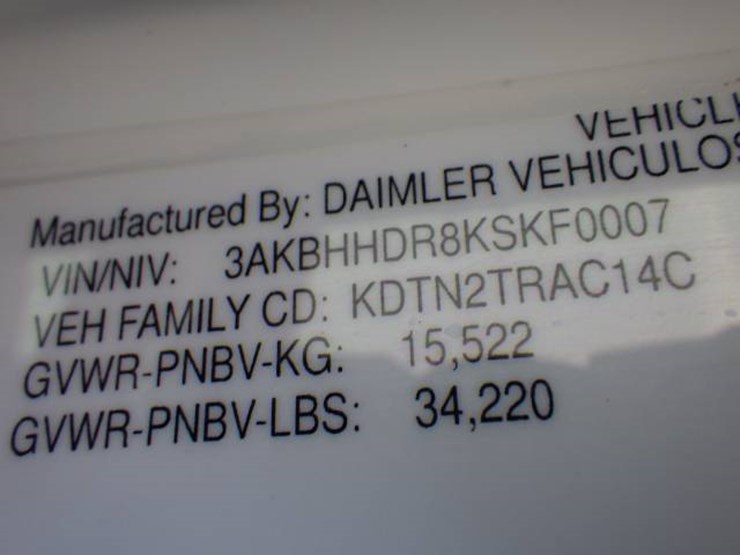 VEHICL
Manufactured By: DAIMLER VEHICULOS
VIN/NIV: 3AKBHHDR8KSKF0007
VEH FAMILY CD: KDTN2TRAC14C
GVWR-PNBV-KG: 15,522
GVWR-PNBV-LBS: 34,220